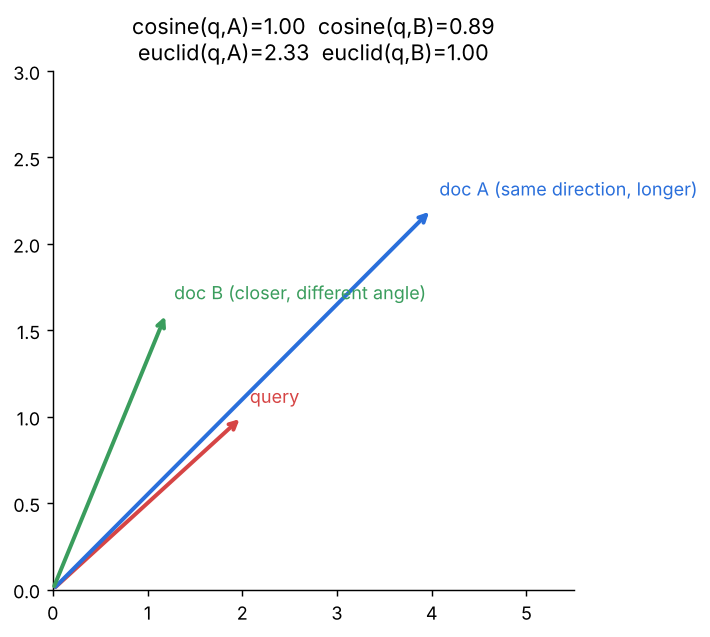 cosine(q,A)=1.00  cosine(q,B)=0.89
euclid(q,A)=2.33  euclid(q,B)=1.00
3.0
2.5
doc A (same direction, longer)
2.0
doc B (closer, different angle)
1.5
query
1.0
0.5
0.0
0 1 2 3 4 5